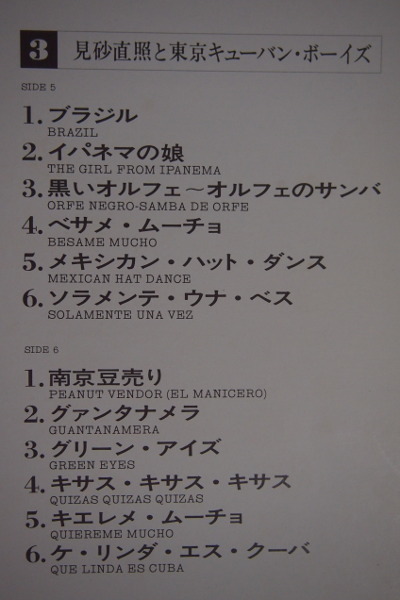 3 見砂直照と東京キューバン・ボーイズ
SIDE 5
1. ブラジル
BRAZIL
2. イパネマの娘
THE GIRL FROM IPANEMA
3. 黒いオルフェ〜オルフェのサンバ
ORFE NEGRO-SAMBA DE ORFE
4. ベサメ・ムーチョ
BESAME MUCHO
5. メキシカン・ハット・ダンス
MEXICAN HAT DANCE
6. ソラメンテ・ウナ・ベス
SOLAMENTE UNA VEZ
SIDE 6
1. 南京豆売り
PEANUT VENDOR (EL MANICERO)
2. グァンタナメラ
GUANTANAMERA
3. グリーン・アイズ
GREEN EYES
4. キサス・キサス・キサス
QUIZAS QUIZAS QUIZAS
5. キエレメ・ムーチョ
QUIEREME MUCHO
6. ケ・リンダ・エス・クーバ
QUE LINDA ES CUBA